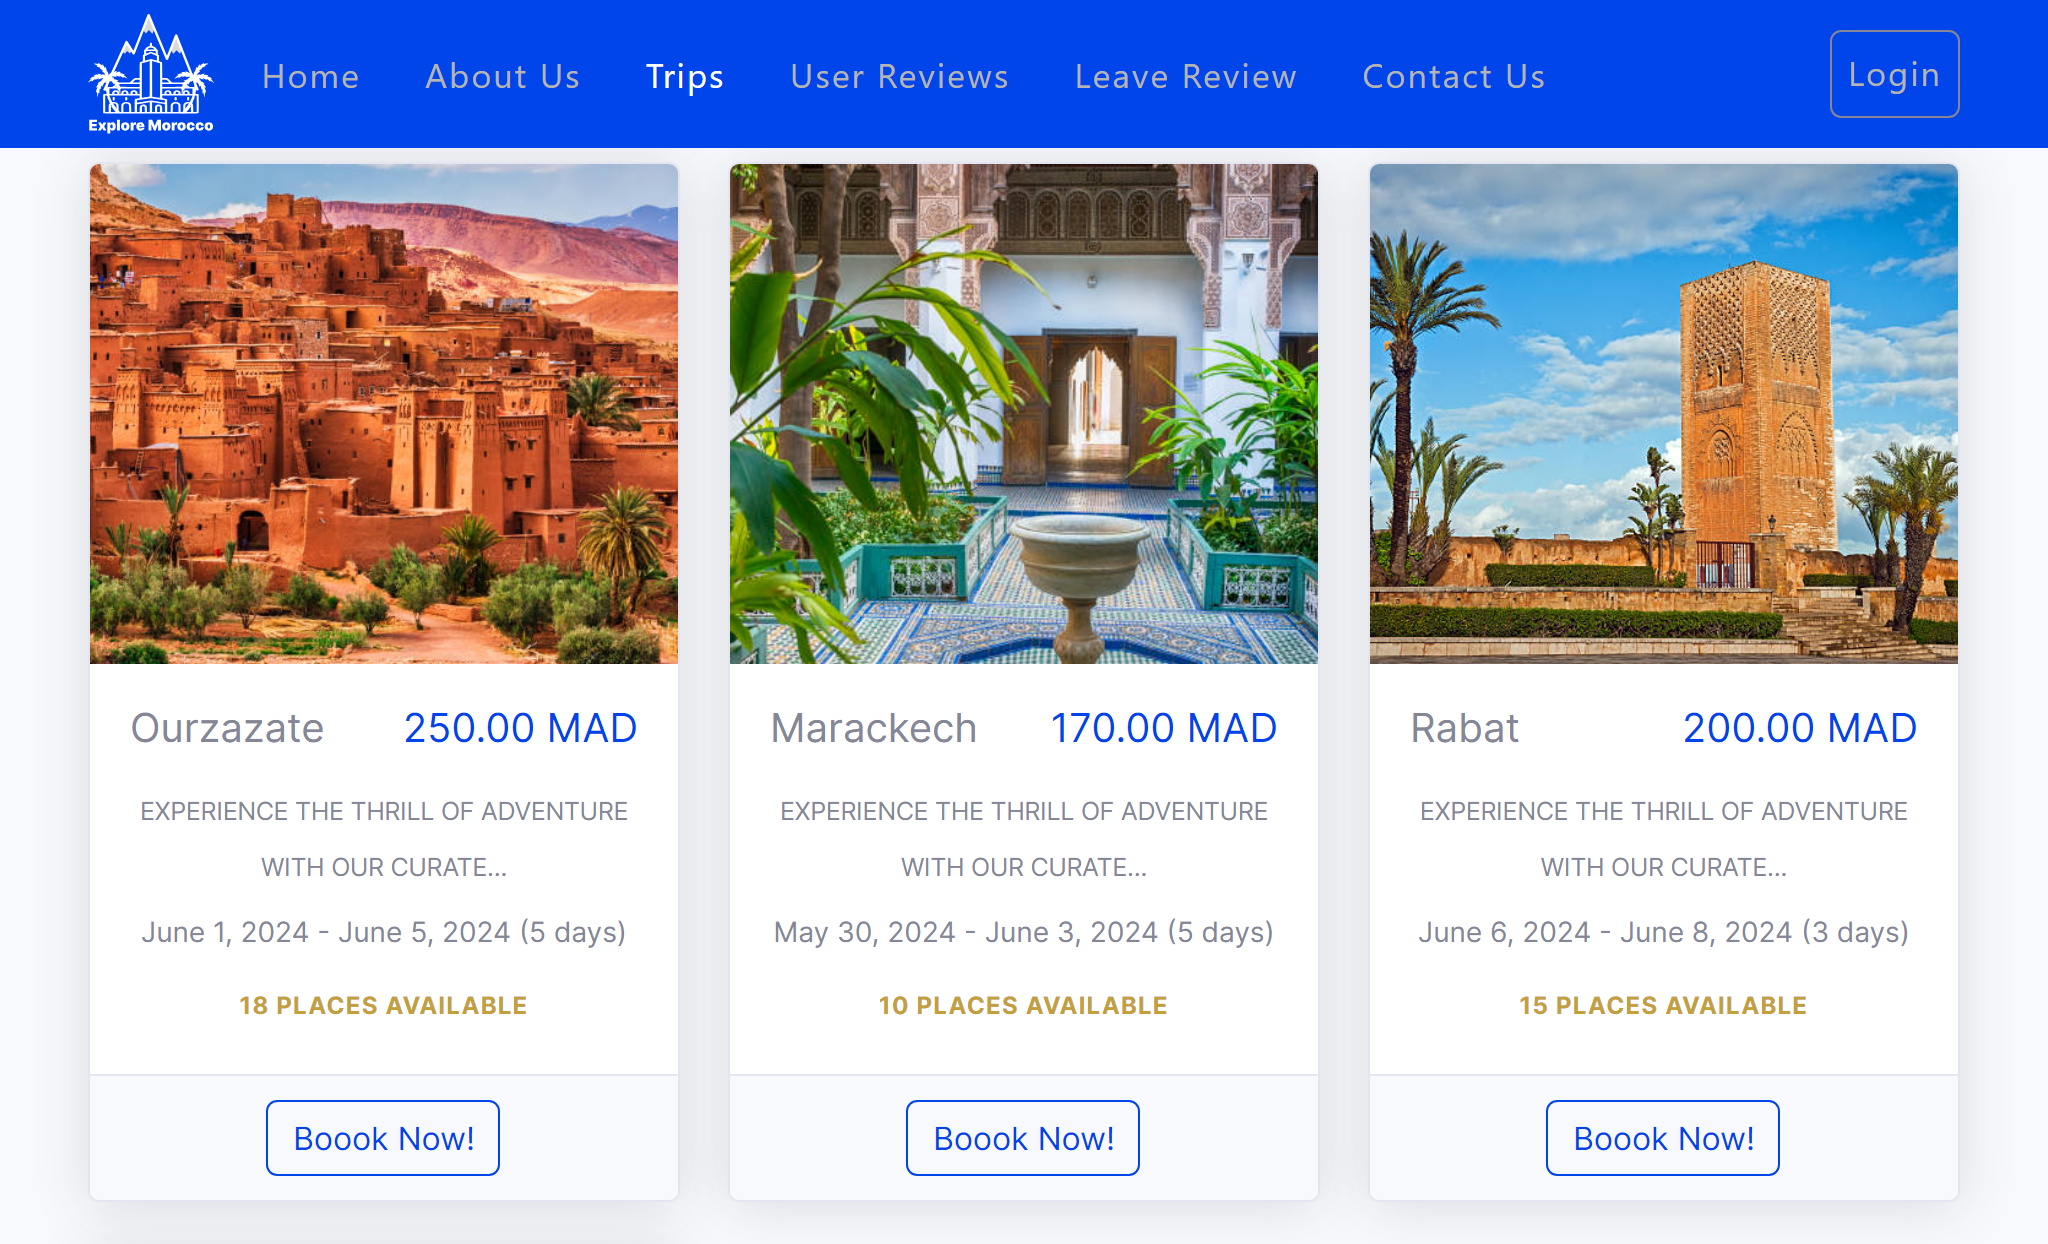 Explore Morocco
Home
About Us
Trips
User Reviews
Leave Review
Contact Us
Login
Ourzazate
250.00 MAD
EXPERIENCE THE THRILL OF ADVENTURE
WITH OUR CURATE...
June 1, 2024 - June 5, 2024 (5 days)
18 PLACES AVAILABLE
Boook Now!
Marackech
170.00 MAD
EXPERIENCE THE THRILL OF ADVENTURE
WITH OUR CURATE...
May 30, 2024 - June 3, 2024 (5 days)
10 PLACES AVAILABLE
Boook Now!
Rabat
200.00 MAD
EXPERIENCE THE THRILL OF ADVENTURE
WITH OUR CURATE...
June 6, 2024 - June 8, 2024 (3 days)
15 PLACES AVAILABLE
Boook Now!